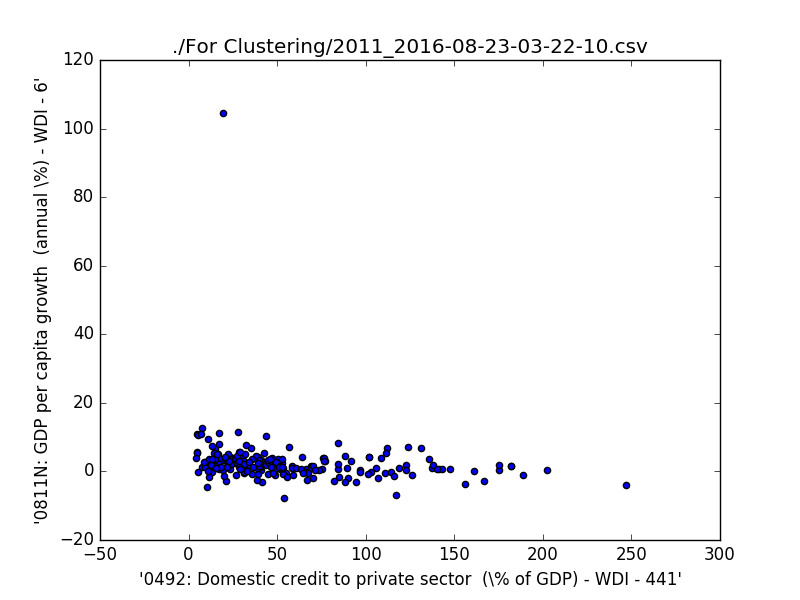 ./For Clustering/2011_2016-08-23-03-22-10.csv
120
100
80
60
40
20
0
−20
'0811N: GDP per capita growth  (annual \%) - WDI - 6'
−50 0 50 100 150 200 250 300
'0492: Domestic credit to private sector  (\% of GDP) - WDI - 441'